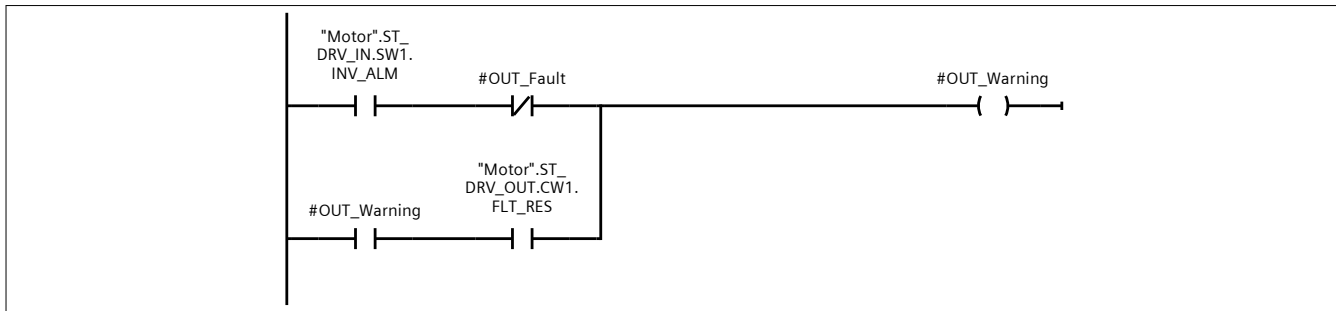 "Motor".ST_
DRV_IN.SW1.
INV_ALM
#OUT_Fault
#OUT_Warning
"Motor".ST_
DRV_OUT.CW1.
FLT_RES
#OUT_Warning